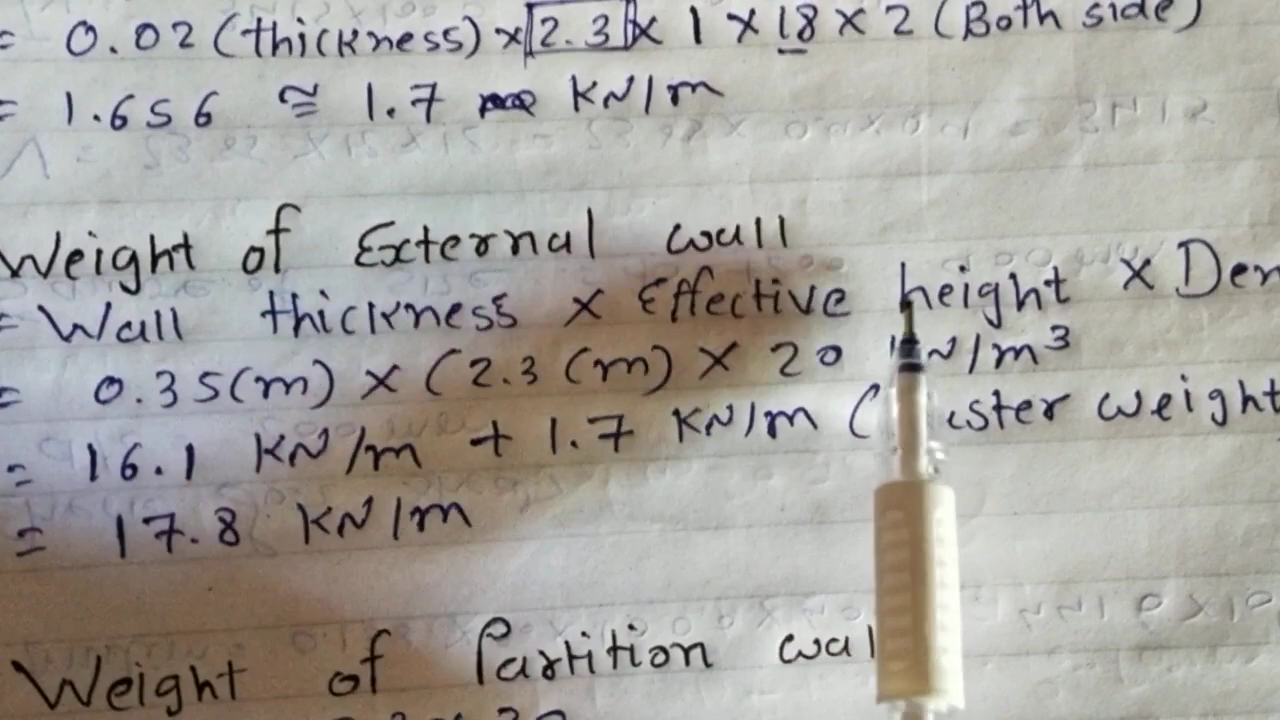 = 0.02 (thickness) × 2.3 × 1 × 18 × 2 (Both side)
= 1.656 ≅ 1.7 KN/m
Weight of External wall
= Wall thickness × Effective height × Den
= 0.35(m) × (2.3 (m) × 20 KN/m³
= 16.1 KN/m + 1.7 KN/m ( ster weight
= 17.8 KN/m
Weight of Partition wal